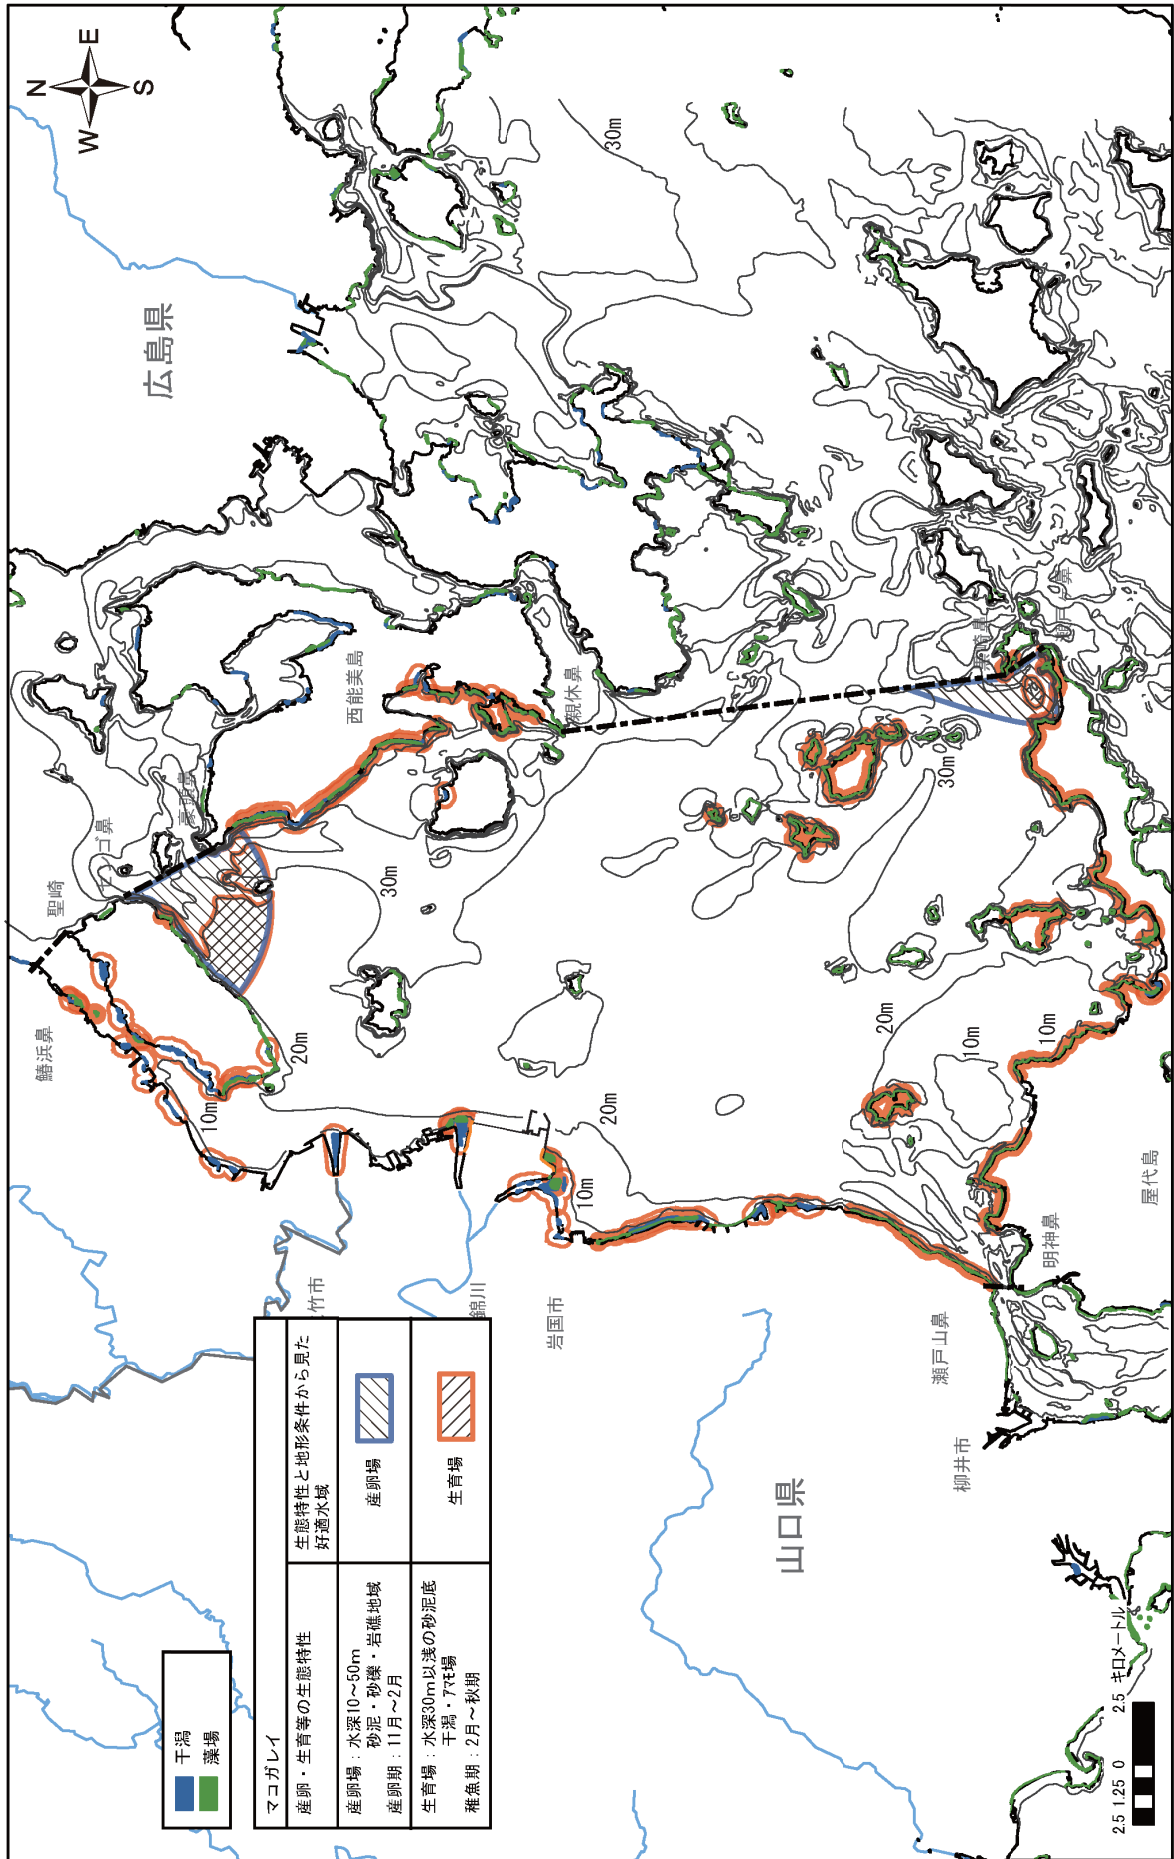 N
W
E
S
広島県
山口県
聖崎
鰆浜鼻
西能美島
親休鼻
黒崎鼻
竹市
錦川
岩国市
瀬戸山鼻
明神鼻
柳井市
屋代島
30m
30m
30m
20m
20m
20m
10m
10m
10m
10m
干潟
藻場
マコガレイ
産卵・生育等の生態特性
生態特性と地形条件から見た
好適水域
産卵場：水深10～50m
砂泥・砂礫・岩礁地域
産卵期：11月～2月
産卵場
生育場：水深30m以浅の砂泥底
干潟・アマモ場
稚魚期：2月～秋期
生育場
2.5 1.25 0 2.5 キロメートル